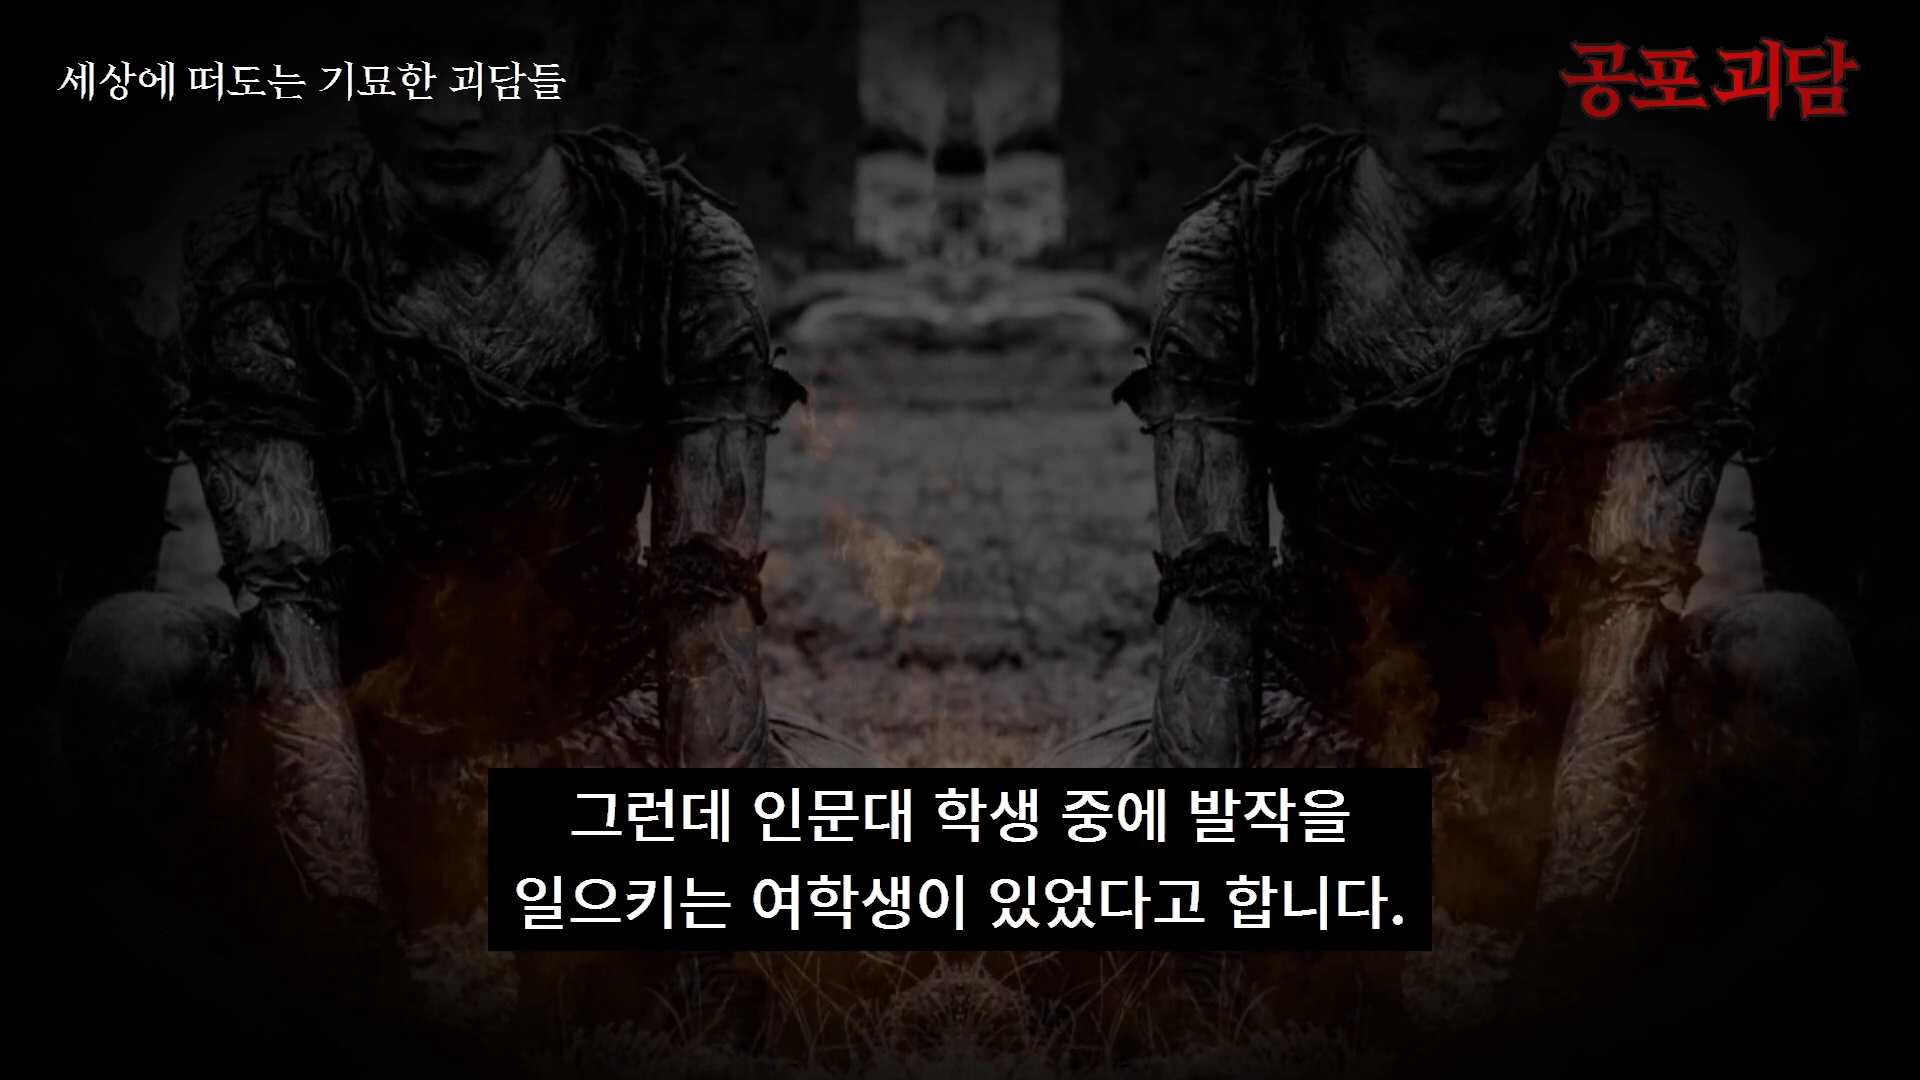 세상에 떠도는 기묘한 괴담들
공포 괴담
그런데 인문대 학생 중에 발작을
일으키는 여학생이 있었다고 합니다.